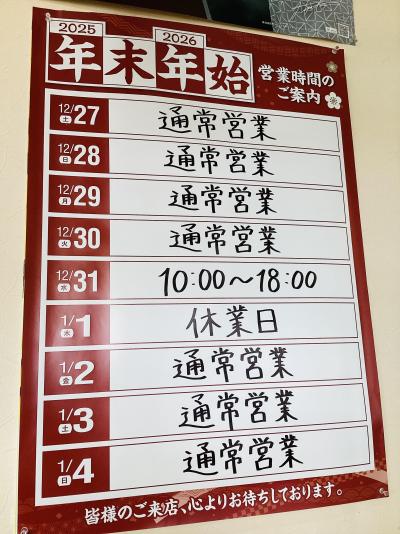 2025 2026
年末年始 営業時間の
ご案内
12/27 土 通常営業
12/28 日 通常営業
12/29 月 通常営業
12/30 火 通常営業
12/31 水 10:00〜18:00
1/1 木 休業日
1/2 金 通常営業
1/3 土 通常営業
1/4 日 通常営業
皆様のご来店、心よりお待ちしております。